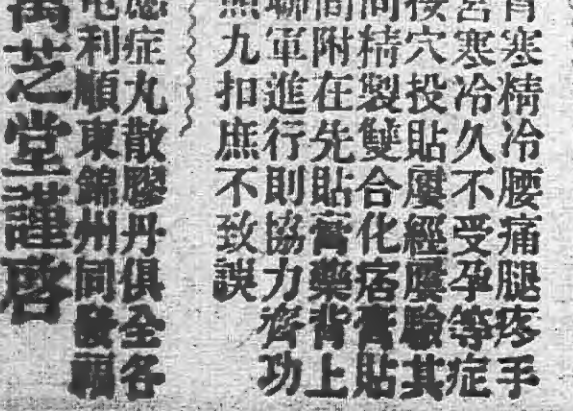 寒精冷腰痛腿疼手
宮寒冷久不受孕等症
按穴投貼屢經屢驗其
精製雙合化痞膏貼
間附在先貼膏藥背上
聯軍進行則協力齊功
照九扣庶不致誤
應症丸散膠丹俱全各
利順東錦州同發
萬芝堂謹啓